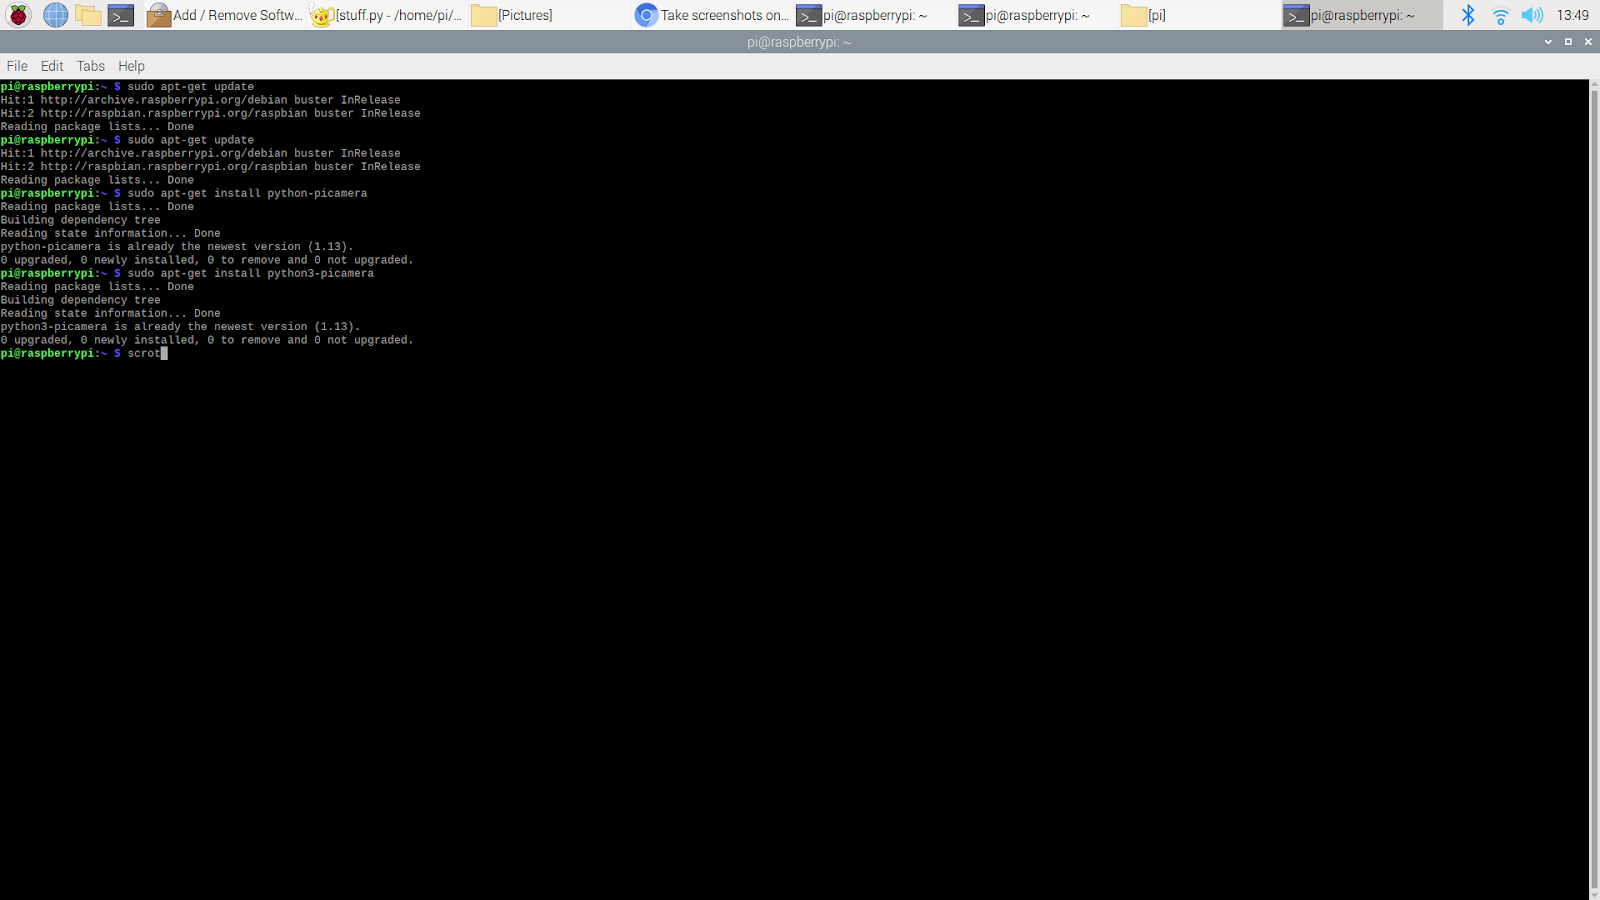 Add / Remove Softw...
[stuff.py - /home/pi/...
[Pictures]
Take screenshots on...
pi@raspberrypi: ~
pi@raspberrypi: ~
[pi]
pi@raspberrypi: ~
13:49
pi@raspberrypi: ~
File Edit Tabs Help
pi@raspberrypi:~ $ sudo apt-get update
Hit:1 http://archive.raspberrypi.org/debian buster InRelease
Hit:2 http://raspbian.raspberrypi.org/raspbian buster InRelease
Reading package lists... Done
pi@raspberrypi:~ $ sudo apt-get update
Hit:1 http://archive.raspberrypi.org/debian buster InRelease
Hit:2 http://raspbian.raspberrypi.org/raspbian buster InRelease
Reading package lists... Done
pi@raspberrypi:~ $ sudo apt-get install python-picamera
Reading package lists... Done
Building dependency tree
Reading state information... Done
python-picamera is already the newest version (1.13).
0 upgraded, 0 newly installed, 0 to remove and 0 not upgraded.
pi@raspberrypi:~ $ sudo apt-get install python3-picamera
Reading package lists... Done
Building dependency tree
Reading state information... Done
python3-picamera is already the newest version (1.13).
0 upgraded, 0 newly installed, 0 to remove and 0 not upgraded.
pi@raspberrypi:~ $ scrot